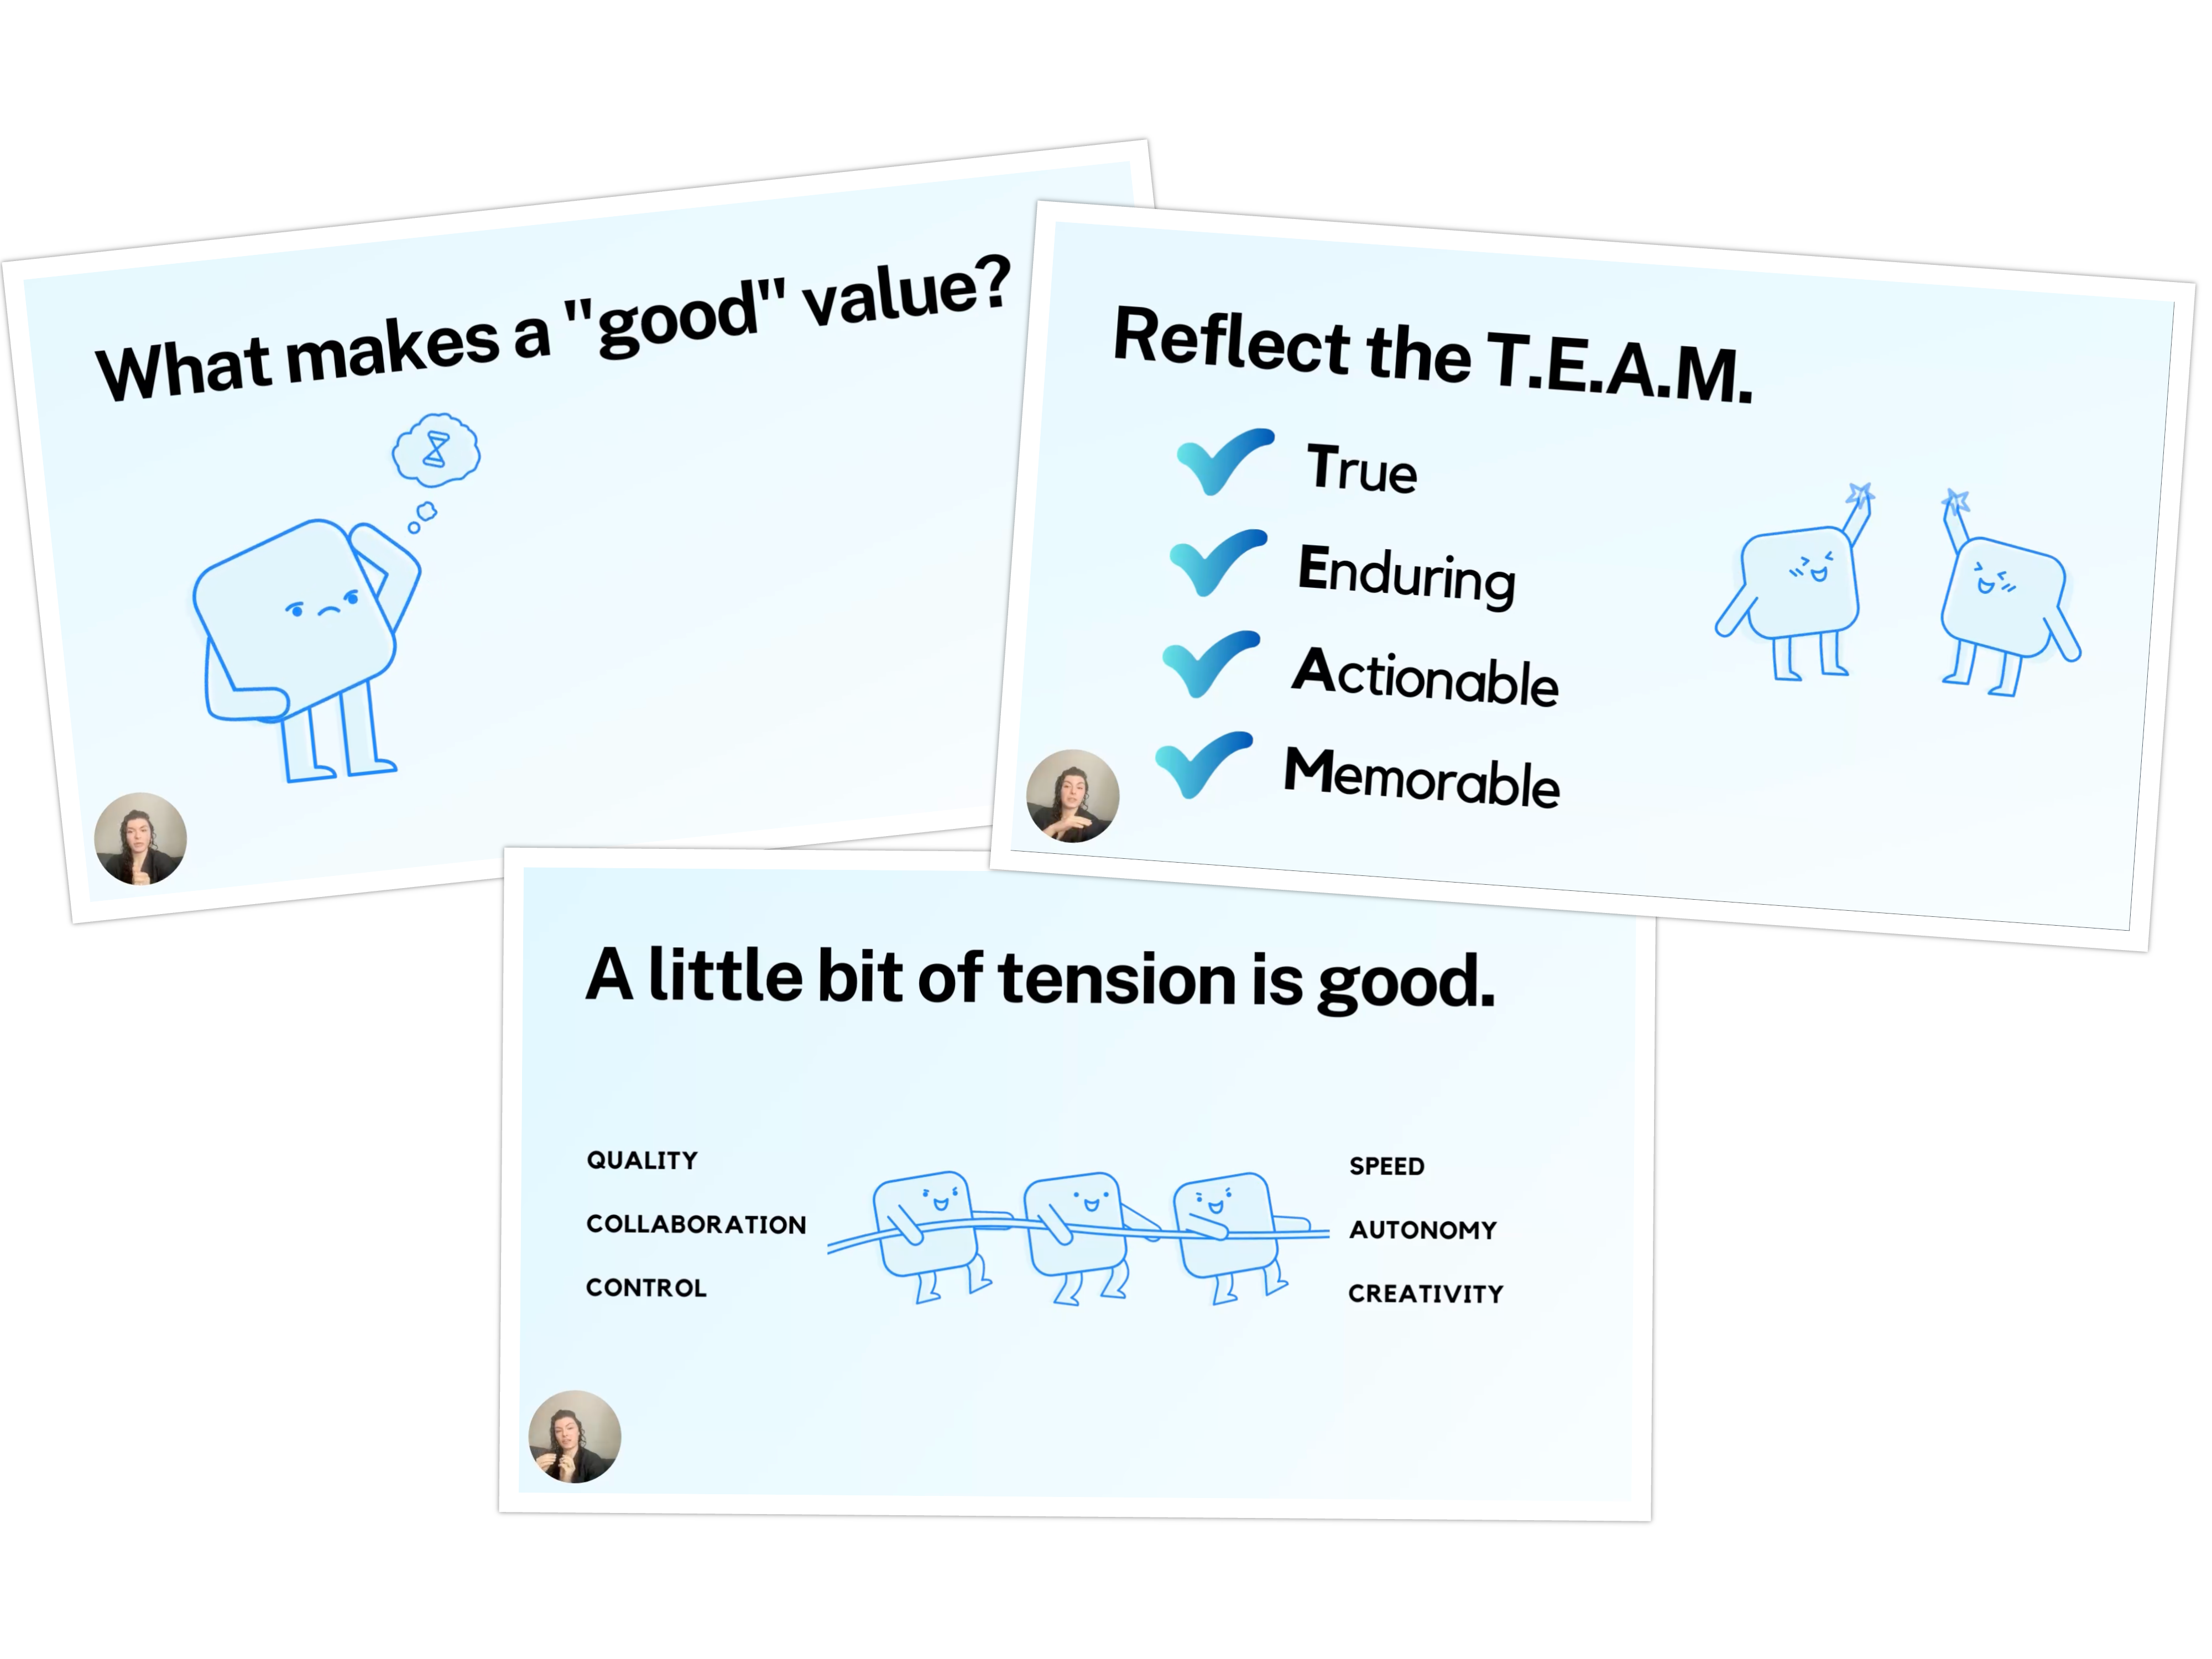 What makes a "good" value?
Reflect the T.E.A.M.
True
Enduring
Actionable
Memorable
A little bit of tension is good.
QUALITY
COLLABORATION
CONTROL
SPEED
AUTONOMY
CREATIVITY